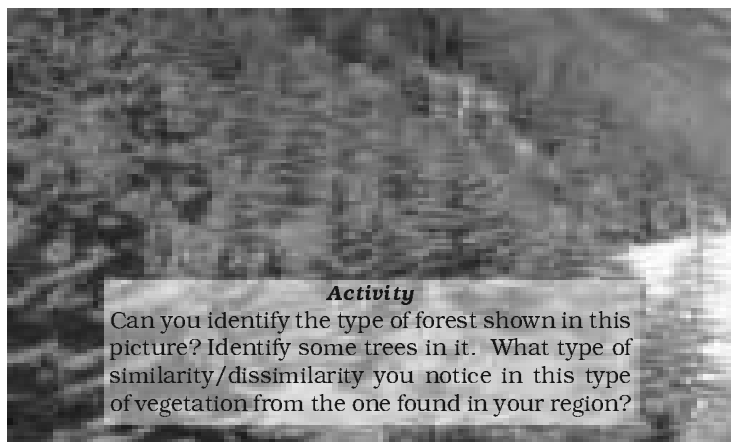 Activity
Can you identify the type of forest shown in this
picture? Identify some trees in it. What type of
similarity/dissimilarity you notice in this type
of vegetation from the one found in your region?